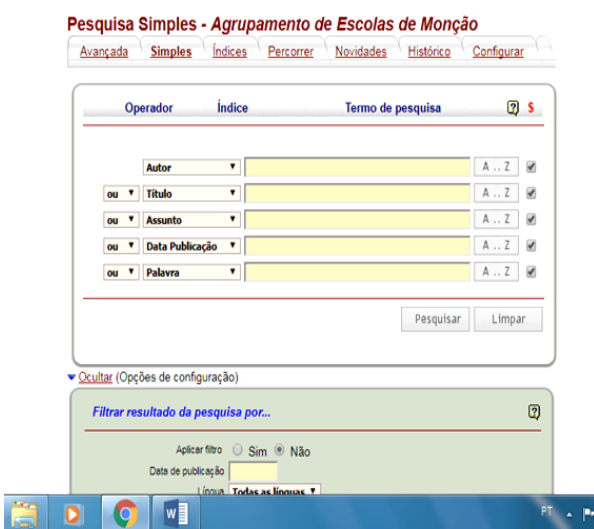 Pesquisa Simples - Agrupamento de Escolas de Monção
Avançada Simples Índices Percorrer Novidades Histórico Configurar
Operador Índice Termo de pesquisa ? $
Autor A .. Z
ou Título A .. Z
ou Assunto A .. Z
ou Data Publicação A .. Z
ou Palavra A .. Z
Pesquisar Limpar
Ocultar (Opções de configuração)
Filtrar resultado da pesquisa por... ?
Aplicar filtro Sim Não
Data de publicação
Língua Todas as línguas
W PT